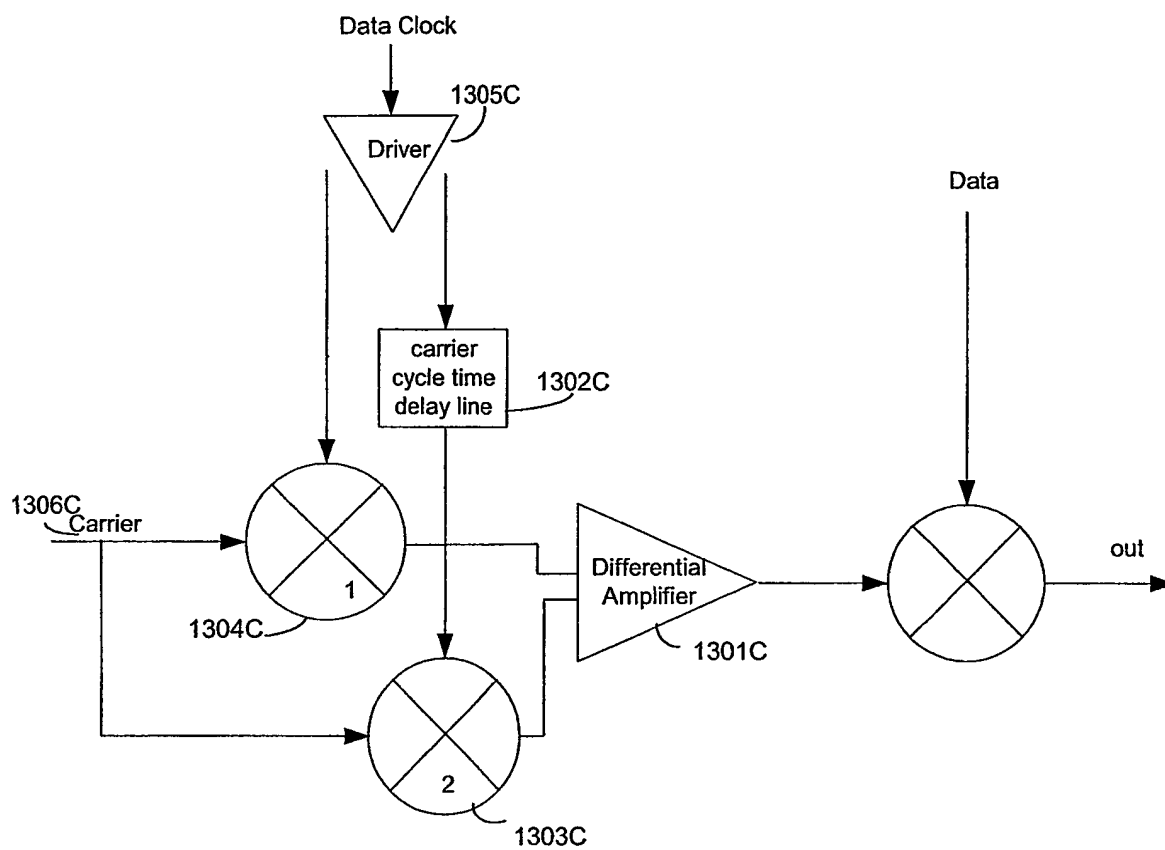 Data Clock
1305C
Driver
Data
carrier
cycle time
delay line
1302C
1306C
Carrier
1
1304C
Differential
Amplifier
1301C
out
2
1303C